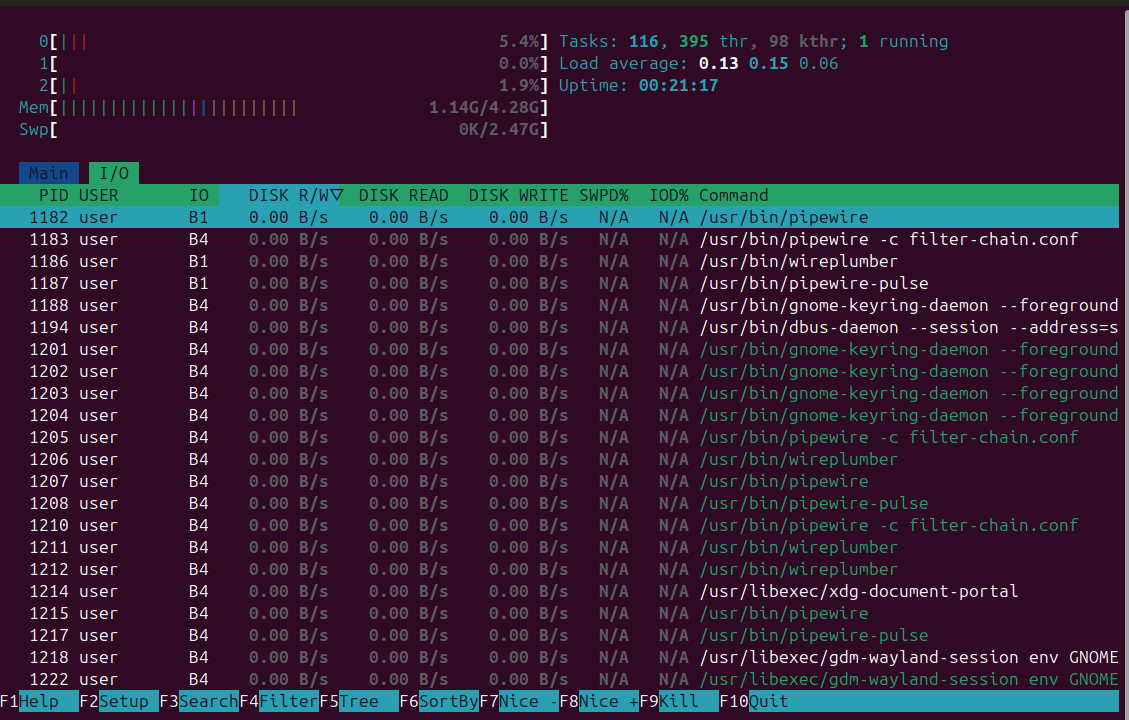 0[||| 5.4%] Tasks: 116, 395 thr, 98 kthr; 1 running
1[ 0.0%] Load average: 0.13 0.15 0.06
2[|| 1.9%] Uptime: 00:21:17
Mem[|||||||||||||||||||||||| 1.14G/4.28G]
Swp[ 0K/2.47G]
Main I/O
PID USER IO DISK R/W▽ DISK READ DISK WRITE SWPD% IOD% Command
1182 user B1 0.00 B/s 0.00 B/s 0.00 B/s N/A N/A /usr/bin/pipewire
1183 user B4 0.00 B/s 0.00 B/s 0.00 B/s N/A N/A /usr/bin/pipewire -c filter-chain.conf
1186 user B1 0.00 B/s 0.00 B/s 0.00 B/s N/A N/A /usr/bin/wireplumber
1187 user B1 0.00 B/s 0.00 B/s 0.00 B/s N/A N/A /usr/bin/pipewire-pulse
1188 user B4 0.00 B/s 0.00 B/s 0.00 B/s N/A N/A /usr/bin/gnome-keyring-daemon --foreground
1194 user B4 0.00 B/s 0.00 B/s 0.00 B/s N/A N/A /usr/bin/dbus-daemon --session --address=s
1201 user B4 0.00 B/s 0.00 B/s 0.00 B/s N/A N/A /usr/bin/gnome-keyring-daemon --foreground
1202 user B4 0.00 B/s 0.00 B/s 0.00 B/s N/A N/A /usr/bin/gnome-keyring-daemon --foreground
1203 user B4 0.00 B/s 0.00 B/s 0.00 B/s N/A N/A /usr/bin/gnome-keyring-daemon --foreground
1204 user B4 0.00 B/s 0.00 B/s 0.00 B/s N/A N/A /usr/bin/gnome-keyring-daemon --foreground
1205 user B4 0.00 B/s 0.00 B/s 0.00 B/s N/A N/A /usr/bin/pipewire -c filter-chain.conf
1206 user B4 0.00 B/s 0.00 B/s 0.00 B/s N/A N/A /usr/bin/wireplumber
1207 user B4 0.00 B/s 0.00 B/s 0.00 B/s N/A N/A /usr/bin/pipewire
1208 user B4 0.00 B/s 0.00 B/s 0.00 B/s N/A N/A /usr/bin/pipewire-pulse
1210 user B4 0.00 B/s 0.00 B/s 0.00 B/s N/A N/A /usr/bin/pipewire -c filter-chain.conf
1211 user B4 0.00 B/s 0.00 B/s 0.00 B/s N/A N/A /usr/bin/wireplumber
1212 user B4 0.00 B/s 0.00 B/s 0.00 B/s N/A N/A /usr/bin/wireplumber
1214 user B4 0.00 B/s 0.00 B/s 0.00 B/s N/A N/A /usr/libexec/xdg-document-portal
1215 user B4 0.00 B/s 0.00 B/s 0.00 B/s N/A N/A /usr/bin/pipewire
1217 user B4 0.00 B/s 0.00 B/s 0.00 B/s N/A N/A /usr/bin/pipewire-pulse
1218 user B4 0.00 B/s 0.00 B/s 0.00 B/s N/A N/A /usr/libexec/gdm-wayland-session env GNOME
1222 user B4 0.00 B/s 0.00 B/s 0.00 B/s N/A N/A /usr/libexec/gdm-wayland-session env GNOME
F1Help F2Setup F3SearchF4FilterF5Tree F6SortByF7Nice -F8Nice +F9Kill F10Quit